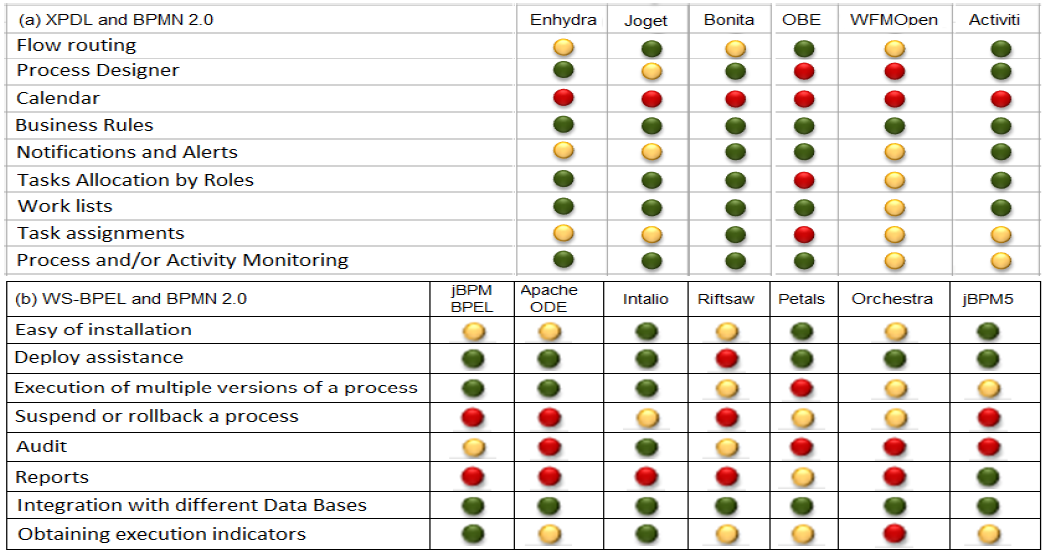 (a) XPDL and BPMN 2.0 Enhydra Joget Bonita OBE WFMOpen Activiti
Flow routing
Process Designer
Calendar
Business Rules
Notifications and Alerts
Tasks Allocation by Roles
Work lists
Task assignments
Process and/or Activity Monitoring
(b) WS-BPEL and BPMN 2.0 jBPM BPEL Apache ODE Intalio Riftsaw Petals Orchestra jBPM5
Easy of installation
Deploy assistance
Execution of multiple versions of a process
Suspend or rollback a process
Audit
Reports
Integration with different Data Bases
Obtaining execution indicators